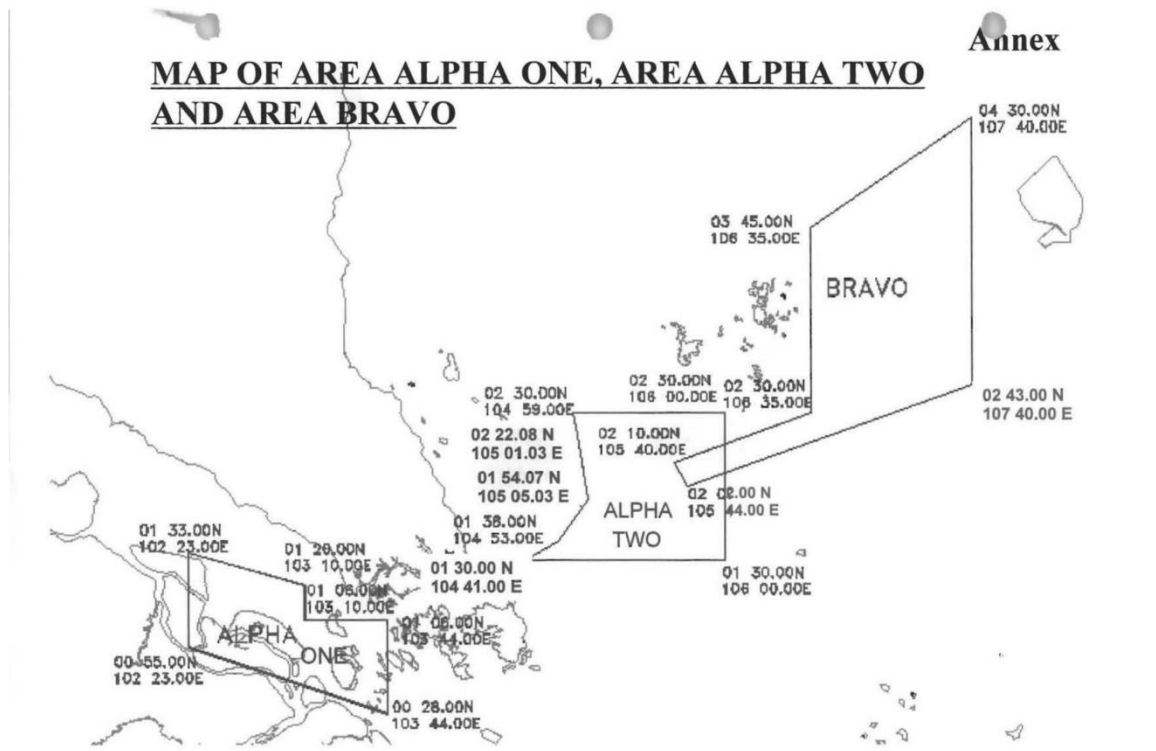 Annex
MAP OF AREA ALPHA ONE, AREA ALPHA TWO
AND AREA BRAVO
04 30.00N
107 40.00E
03 45.00N
106 35.00E
BRAVO
02 30.00N
106 00.00E
02 30.00N
106 35.00E
02 30.00N
104 59.00E
02 43.00 N
107 40.00 E
02 22.08 N
105 01.03 E
02 10.00N
105 40.00E
01 54.07 N
105 05.03 E
02 02.00 N
105 44.00 E
ALPHA
TWO
01 38.00N
104 53.00E
01 33.00N
102 23.00E
01 20.00N
103 10.00E
01 30.00 N
104 41.00 E
01 30.00N
106 00.00E
01 06.00N
103 10.00E
01 06.00N
103 44.00E
ALPHA
ONE
00 55.00N
102 23.00E
00 28.00N
103 44.00E